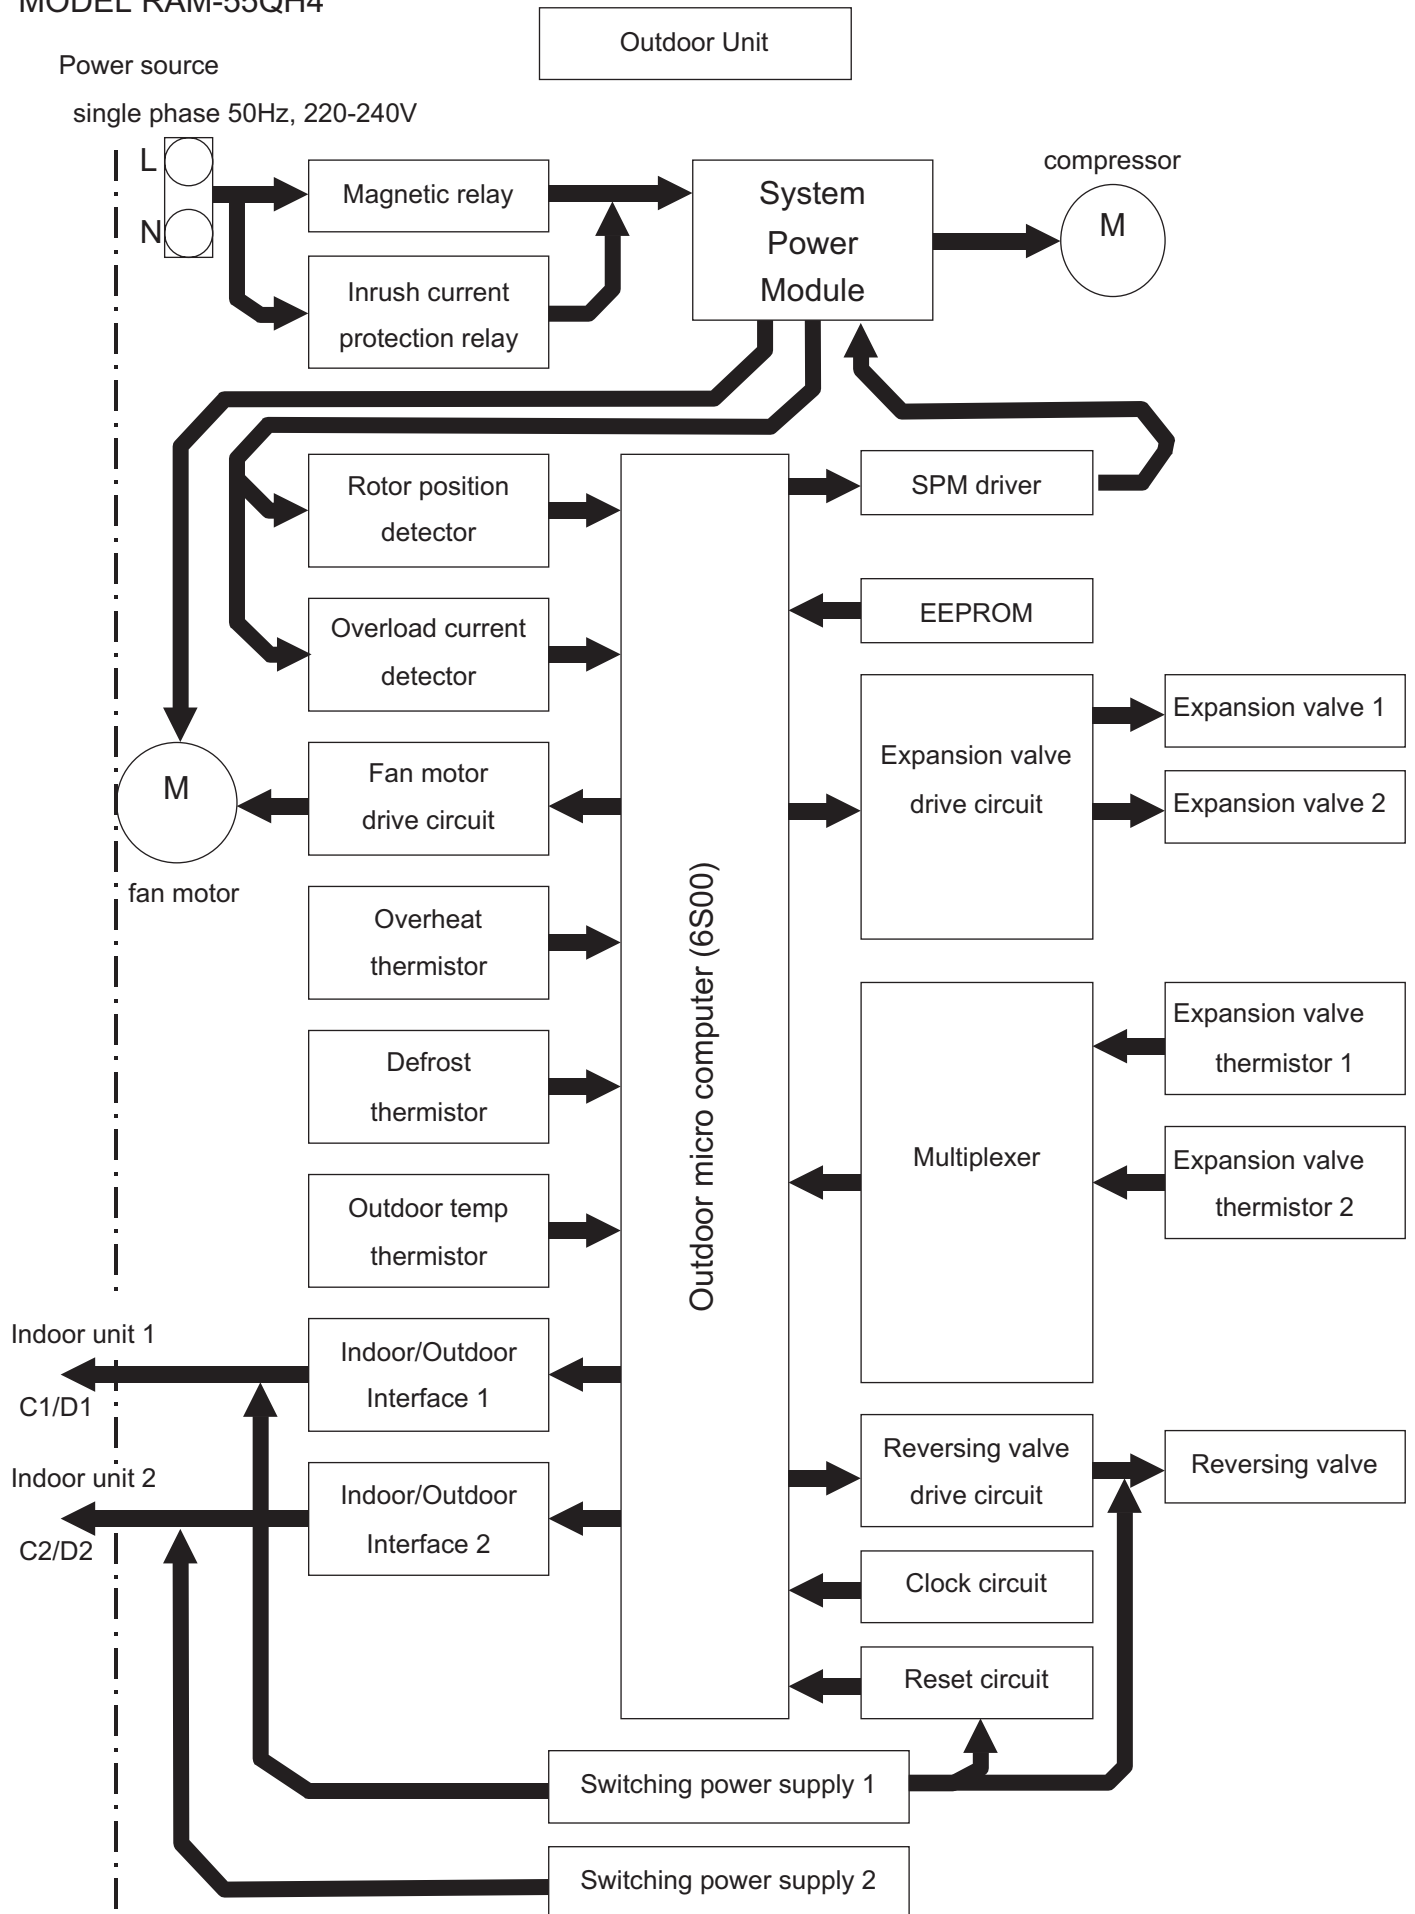 MODEL RAM-55QH4
Outdoor Unit
Power source
single phase 50Hz, 220-240V
L
N
Magnetic relay
Inrush current
protection relay
System
Power
Module
compressor
M
Rotor position
detector
SPM driver
EEPROM
Overload current
detector
Expansion valve
drive circuit
Expansion valve 1
Expansion valve 2
M
fan motor
Fan motor
drive circuit
Outdoor micro computer (6S00)
Overheat
thermistor
Defrost
thermistor
Outdoor temp
thermistor
Multiplexer
Expansion valve
thermistor 1
Expansion valve
thermistor 2
Indoor unit 1
C1/D1
Indoor/Outdoor
Interface 1
Indoor unit 2
C2/D2
Indoor/Outdoor
Interface 2
Reversing valve
drive circuit
Reversing valve
Clock circuit
Reset circuit
Switching power supply 1
Switching power supply 2